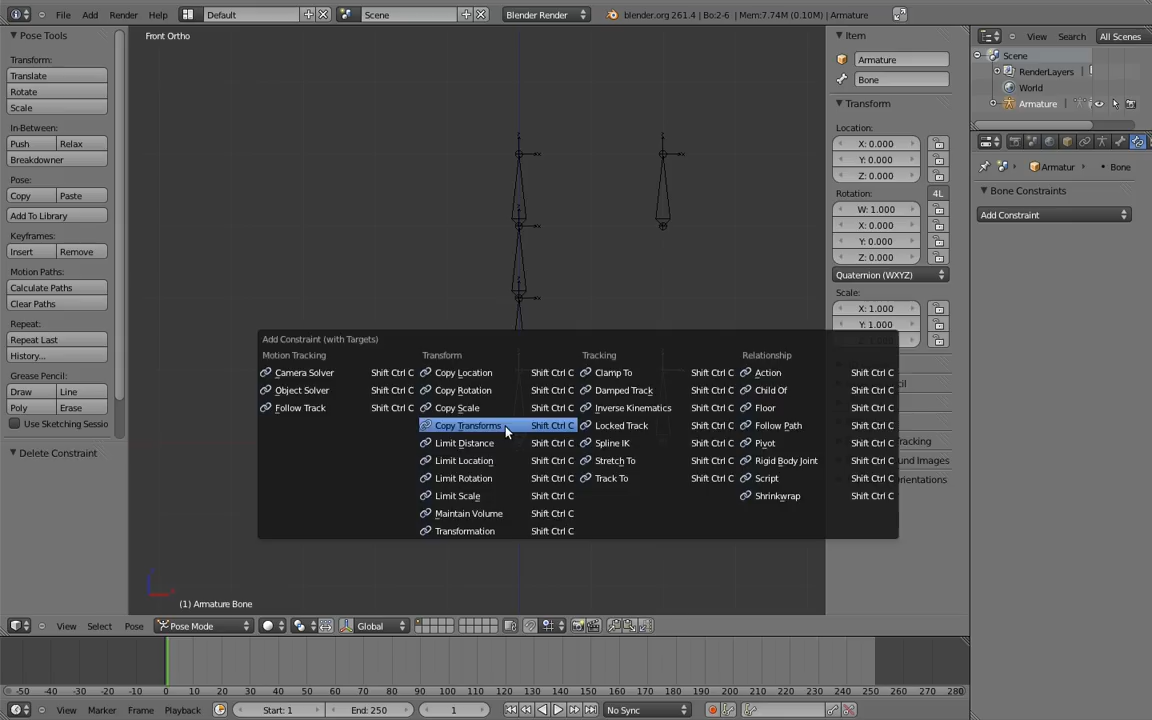 File Add Render Help Default Scene Blender Render blender.org 261.4 | Bo:2-6 | Mem:7.74M (0.10M) | Armature
Pose Tools
Transform:
Translate
Rotate
Scale
In-Between:
Push Relax
Breakdowner
Pose:
Copy Paste
Add To Library
Keyframes:
Insert Remove
Motion Paths:
Calculate Paths
Clear Paths
Repeat:
Repeat Last
History...
Grease Pencil:
Draw Line
Poly Erase
Use Sketching Sessio
Delete Constraint
Front Ortho
Add Constraint (with Targets)
Motion Tracking
Camera Solver Shift Ctrl C
Object Solver Shift Ctrl C
Follow Track Shift Ctrl C
Transform
Copy Location Shift Ctrl C
Copy Rotation Shift Ctrl C
Copy Scale Shift Ctrl C
Copy Transforms Shift Ctrl C
Limit Distance Shift Ctrl C
Limit Location Shift Ctrl C
Limit Rotation Shift Ctrl C
Limit Scale Shift Ctrl C
Maintain Volume Shift Ctrl C
Transformation Shift Ctrl C
Tracking
Clamp To Shift Ctrl C
Damped Track Shift Ctrl C
Inverse Kinematics Shift Ctrl C
Locked Track Shift Ctrl C
Spline IK Shift Ctrl C
Stretch To Shift Ctrl C
Track To Shift Ctrl C
Relationship
Action Shift Ctrl C
Child Of Shift Ctrl C
Floor Shift Ctrl C
Follow Path Shift Ctrl C
Pivot Shift Ctrl C
Rigid Body Joint Shift Ctrl C
Script Shift Ctrl C
Shrinkwrap Shift Ctrl C
(1) Armature Bone
View Select Pose Pose Mode Global
Item
Armature
Bone
Transform
Location:
X: 0.000
Y: 0.000
Z: 0.000
Rotation:
4L
W: 1.000
X: 0.000
Y: 0.000
Z: 0.000
Quaternion (WXYZ)
Scale:
X: 1.000
Y: 1.000
cil
racking
und Images
rientations
View Search All Scenes
Scene
RenderLayers
World
Armature
Armatur Bone
Bone Constraints
Add Constraint
-50 -40 -30 -20 -10 0 10 20 30 40 50 60 70 80 90 100 110 120 130 140 150 160 170 180 190 200 210 220 230 240 250 260 270 280
View Marker Frame Playback Start: 1 End: 250 1 No Sync